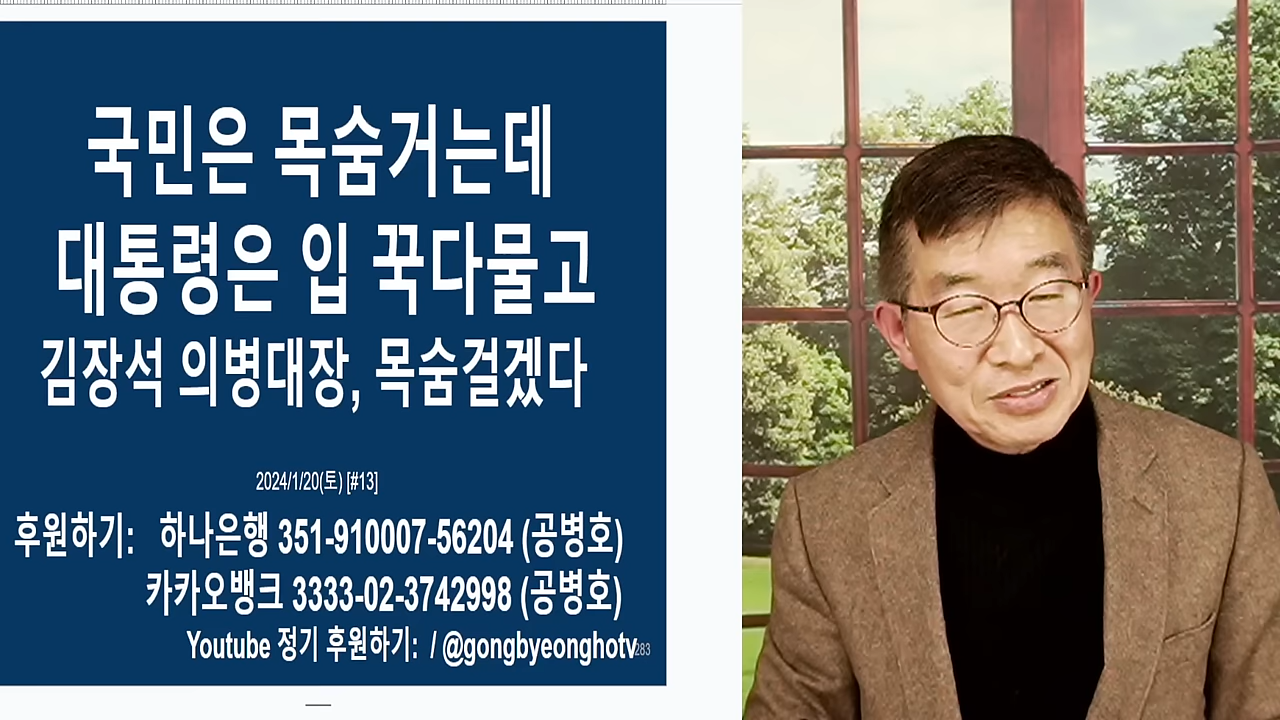 국민은 목숨거는데
대통령은 입 꾹다물고
김장석 의병대장, 목숨걸겠다
2024/1/20(토) [#13]
후원하기: 하나은행 351-910007-56204 (공병호)
카카오뱅크 3333-02-3742998 (공병호)
Youtube 정기 후원하기: / @gongbyeonghotv
283